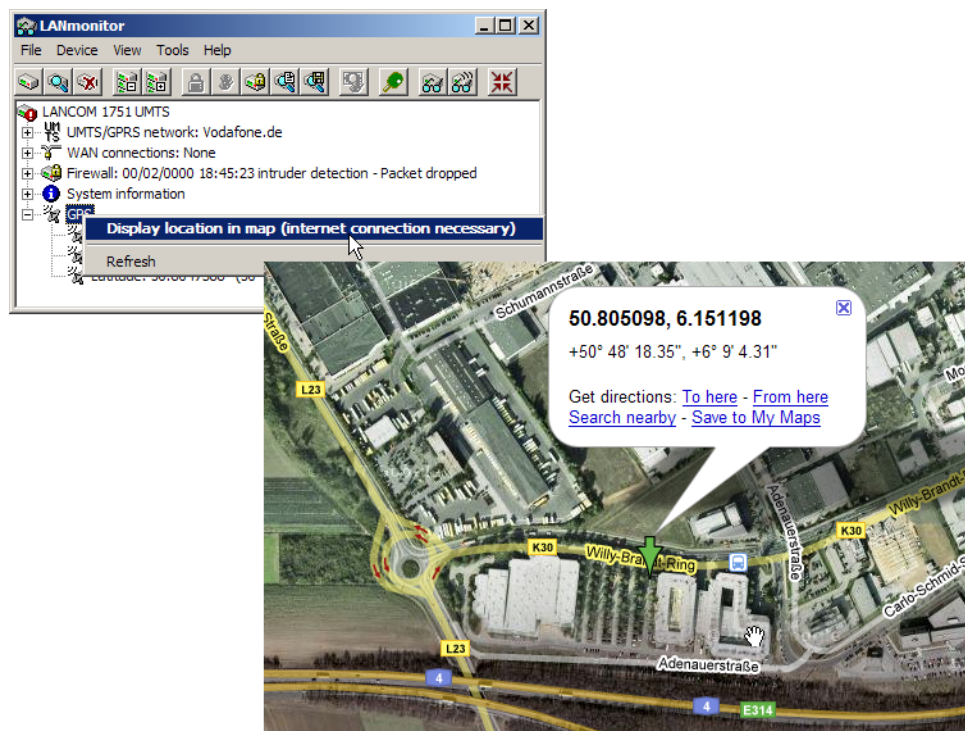 LANmonitor
File Device View Tools Help
LANCOM 1751 UMTS
UMTS/GPRS network: Vodafone.de
WAN connections: None
Firewall: 00/02/0000 18:45:23 intruder detection - Packet dropped
System information
GPS
Display location in map (internet connection necessary)
Refresh
Schumannstraße
Straße
50.805098, 6.151198
+50° 48' 18.35", +6° 9' 4.31"
Get directions: To here - From here
Search nearby - Save to My Maps
L23
Adenauerstraße
Willy-Brandt-
K30
K30
Willy-Brandt-Ring
Carlo-Schmid-S
L23
Adenauerstraße
4
4
E314